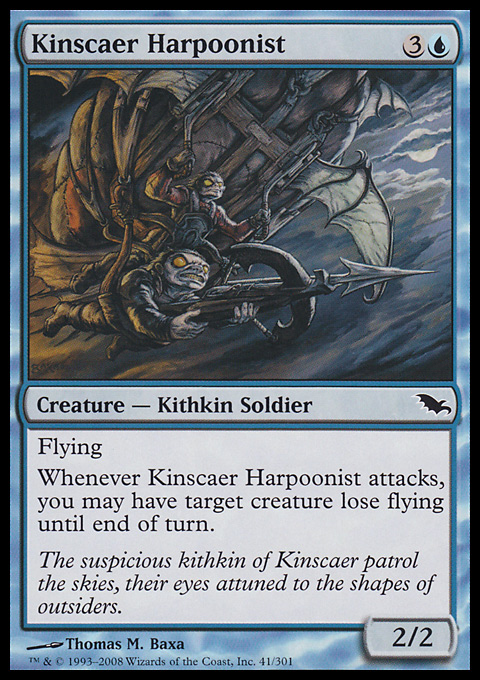 Kinscaer Harpoonist 3
Creature — Kithkin Soldier
Flying
Whenever Kinscaer Harpoonist attacks,
you may have target creature lose flying
until end of turn.
The suspicious kithkin of Kinscaer patrol
the skies, their eyes attuned to the shapes of
outsiders.
Thomas M. Baxa
2/2
™ & © 1993–2008 Wizards of the Coast, Inc. 41/301